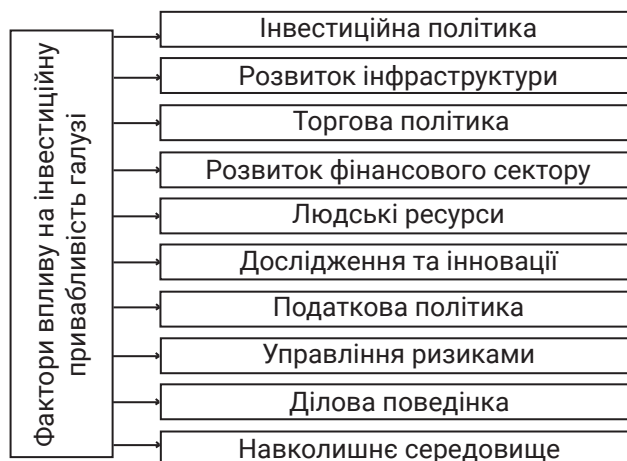 Фактори впливу на інвестиційну
привабливість галузі
Інвестиційна політика
Розвиток інфраструктури
Торгова політика
Розвиток фінансового сектору
Людські ресурси
Дослідження та інновації
Податкова політика
Управління ризиками
Ділова поведінка
Навколишнє середовище